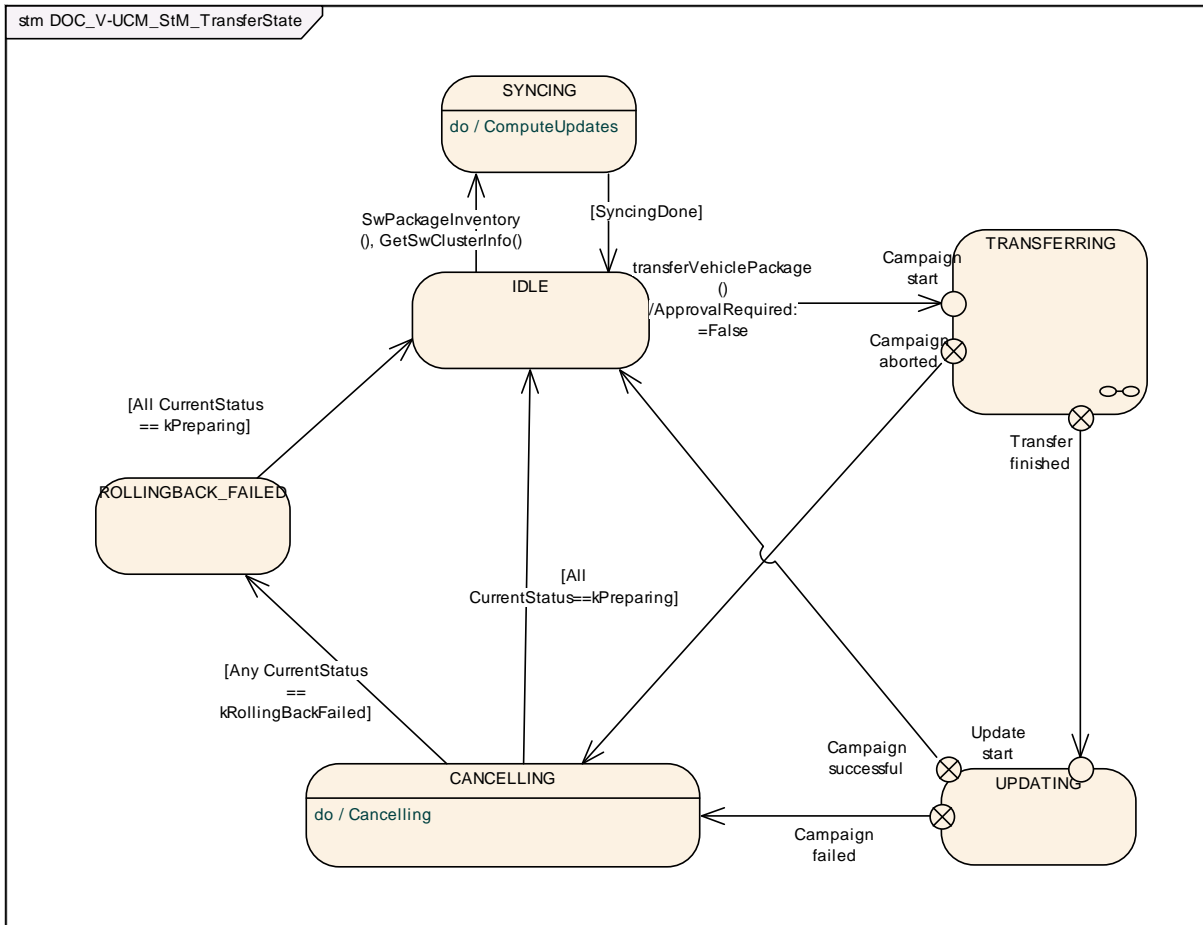 stm DOC_V-UCM_StM_TransferState
SYNCING
do / ComputeUpdates
SwPackageInventory
(), GetSwClusterInfo()
[SyncingDone]
IDLE
transferVehiclePackage
()
/ApprovalRequired:
=False
Campaign
start
TRANSFERRING
Campaign
aborted
Transfer
finished
[All CurrentStatus
== kPreparing]
ROLLINGBACK_FAILED
[All
CurrentStatus==kPreparing]
[Any CurrentStatus
==
kRollingBackFailed]
Campaign
successful
Update
start
UPDATING
CANCELLING
do / Cancelling
Campaign
failed